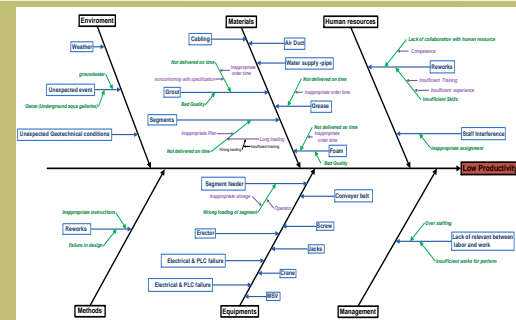 Enviroment
Materials
Human resources
Cabling
Weather
Air Duct
Lack of collaboration with human resource
Competence
Not delivered on time
Inappropriate
order time
Water supply -pipe
groundwater
Reworks
nonconformity with specification
Not delivered on time
Insufficient Training
Unexpected event
Grout
Inappropriate order time
Insufficient experience
Insufficient Skills
Ganat (Underground aqua galleries)
Bad Quality
Grease
Segments
Not delivered on time
Inappropriate
order time
Unexpected Geotechnical conditions
Inappropriate Plan
Long loading
Staff Interference
Wrong loading
Insufficient training
Not delivered on time
Foam
Inappropriate assignment
Bad Quality
Low Productivity
Segment feeder
Inappropriate storage
Conveyer belt
Operator
Inappropriate instructions
Wrong loading of segment
Over staffing
Reworks
Erector
Screw
Lack of relevant between
labor and work
Failure in design
Jacks
Electrical & PLC failure
Insufficient works for perform
Crane
Electrical & PLC failure
MSV
Methods
Equipments
Management